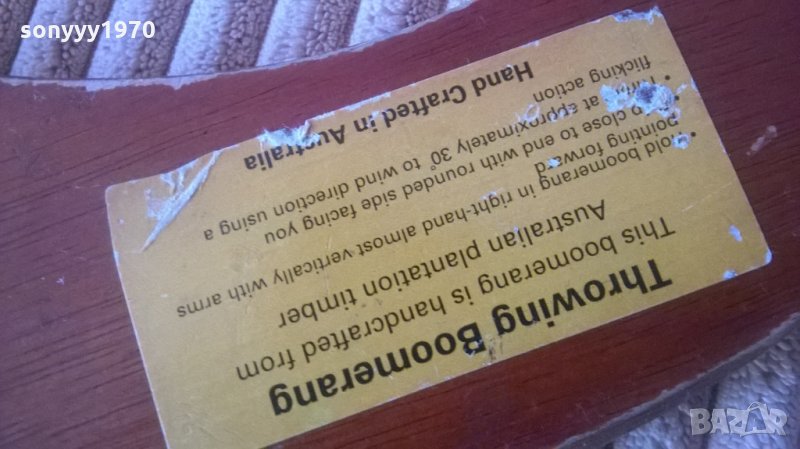 sonyyy1970
Throwing Boomerang
This boomerang is handcrafted from
Australian plantation timber
• Hold boomerang in right-hand almost vertically with arms
pointing forward
close to end with rounded side facing you
at approximately 30° to wind direction using a
flicking action
Hand Crafted in Australia
BAZAR